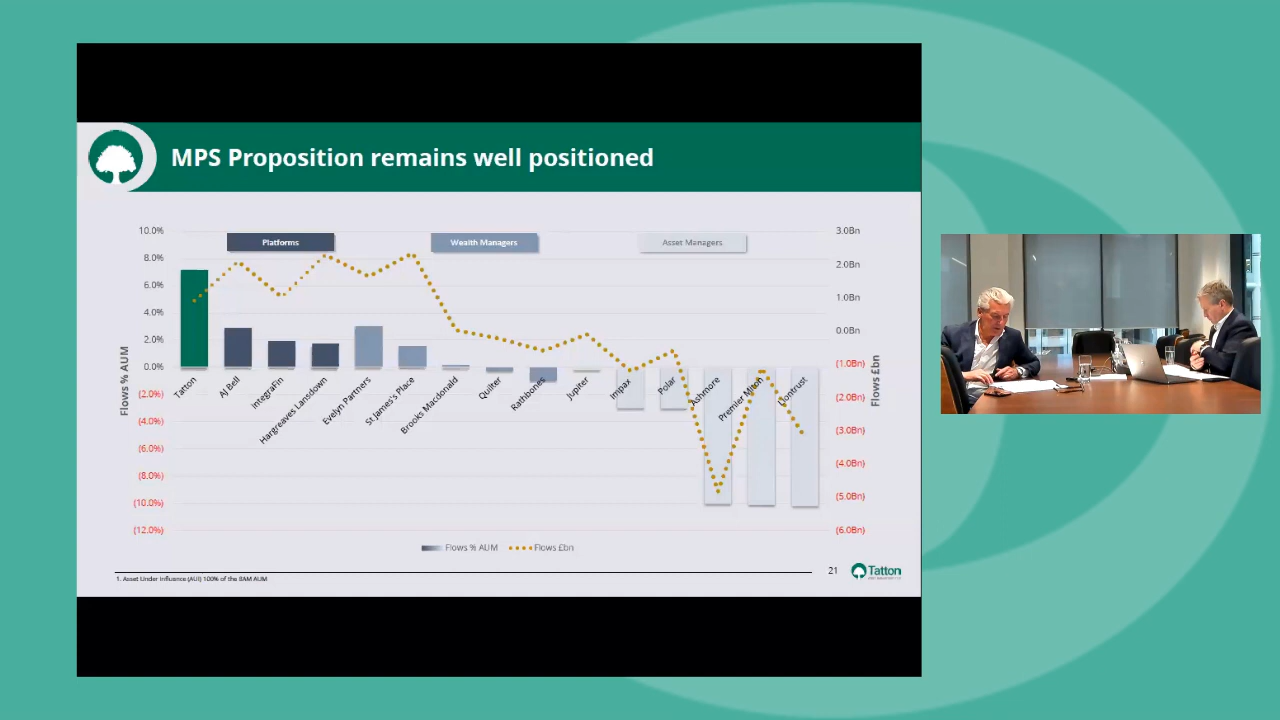 MPS Proposition remains well positioned
10.0%
8.0%
6.0%
4.0%
2.0%
0.0%
(2.0%)
(4.0%)
(6.0%)
(8.0%)
(10.0%)
(12.0%)
Flows % AUM
Platforms
Wealth Managers
Asset Managers
Tatton
AJ Bell
IntegraFin
Hargreaves Lansdown
Evelyn Partners
St James's Place
Brooks Macdonald
Quilter
Rathbones
Jupiter
Impax
Polar
Ashmore
Premier Miton
Liontrust
3.0Bn
2.0Bn
1.0Bn
0.0Bn
(1.0Bn)
(2.0Bn)
(3.0Bn)
(4.0Bn)
(5.0Bn)
(6.0Bn)
Flows £bn
Flows % AUM
Flows £bn
1. Asset Under Influence (AUI) 100% of the 8AM AUM
21
Tatton